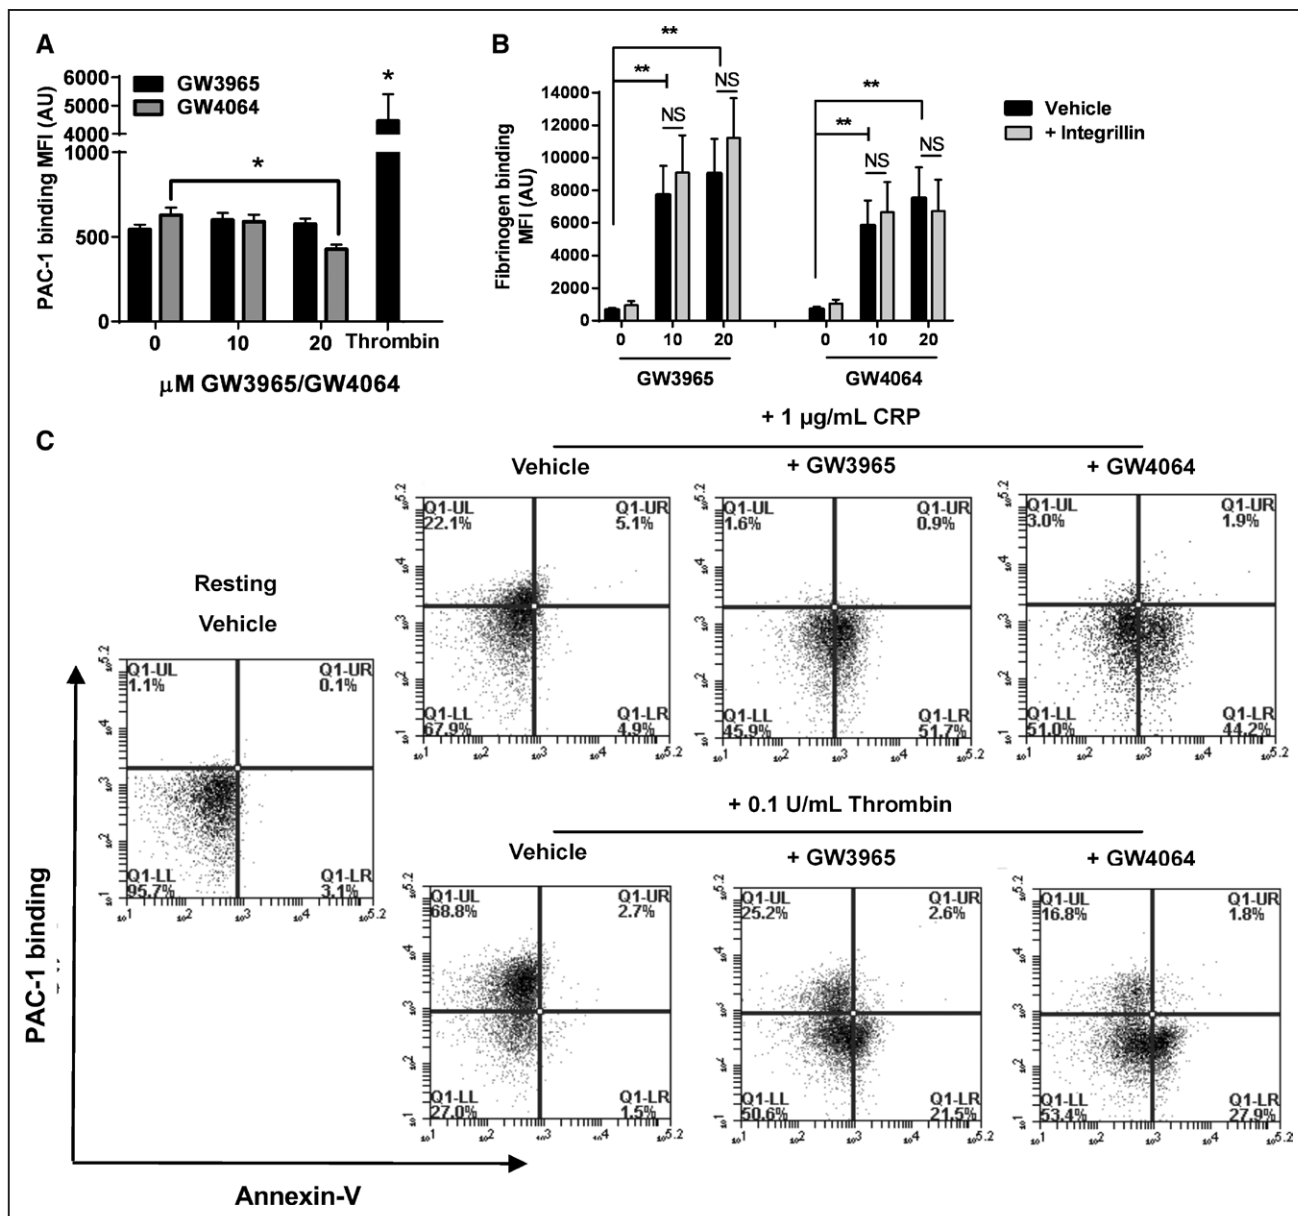 A
PAC-1 binding MFI (AU)
6000
5000
4000
1000
500
0
GW3965
GW4064
*
*
0 10 20 Thrombin
μM GW3965/GW4064
B
Fibrinogen binding
MFI (AU)
14000
12000
10000
8000
6000
4000
2000
0
**
**
NS
NS
**
**
NS
NS
0 10 20 0 10 20
GW3965 GW4064
Vehicle
+ Integrillin
C
+ 1 μg/mL CRP
Vehicle + GW3965 + GW4064
Q1-UL Q1-UR
22.1% 5.1%
Q1-LL Q1-LR
67.9% 4.9%
Q1-UL Q1-UR
1.6% 0.9%
Q1-LL Q1-LR
45.9% 51.7%
Q1-UL Q1-UR
3.0% 1.9%
Q1-LL Q1-LR
51.0% 44.2%
Resting
Vehicle
Q1-UL Q1-UR
1.1% 0.1%
Q1-LL Q1-LR
95.7% 3.1%
+ 0.1 U/mL Thrombin
Vehicle + GW3965 + GW4064
Q1-UL Q1-UR
68.8% 2.7%
Q1-LL Q1-LR
27.0% 1.5%
Q1-UL Q1-UR
25.2% 2.6%
Q1-LL Q1-LR
50.6% 21.5%
Q1-UL Q1-UR
16.8% 1.8%
Q1-LL Q1-LR
53.4% 27.9%
PAC-1 binding
Annexin-V